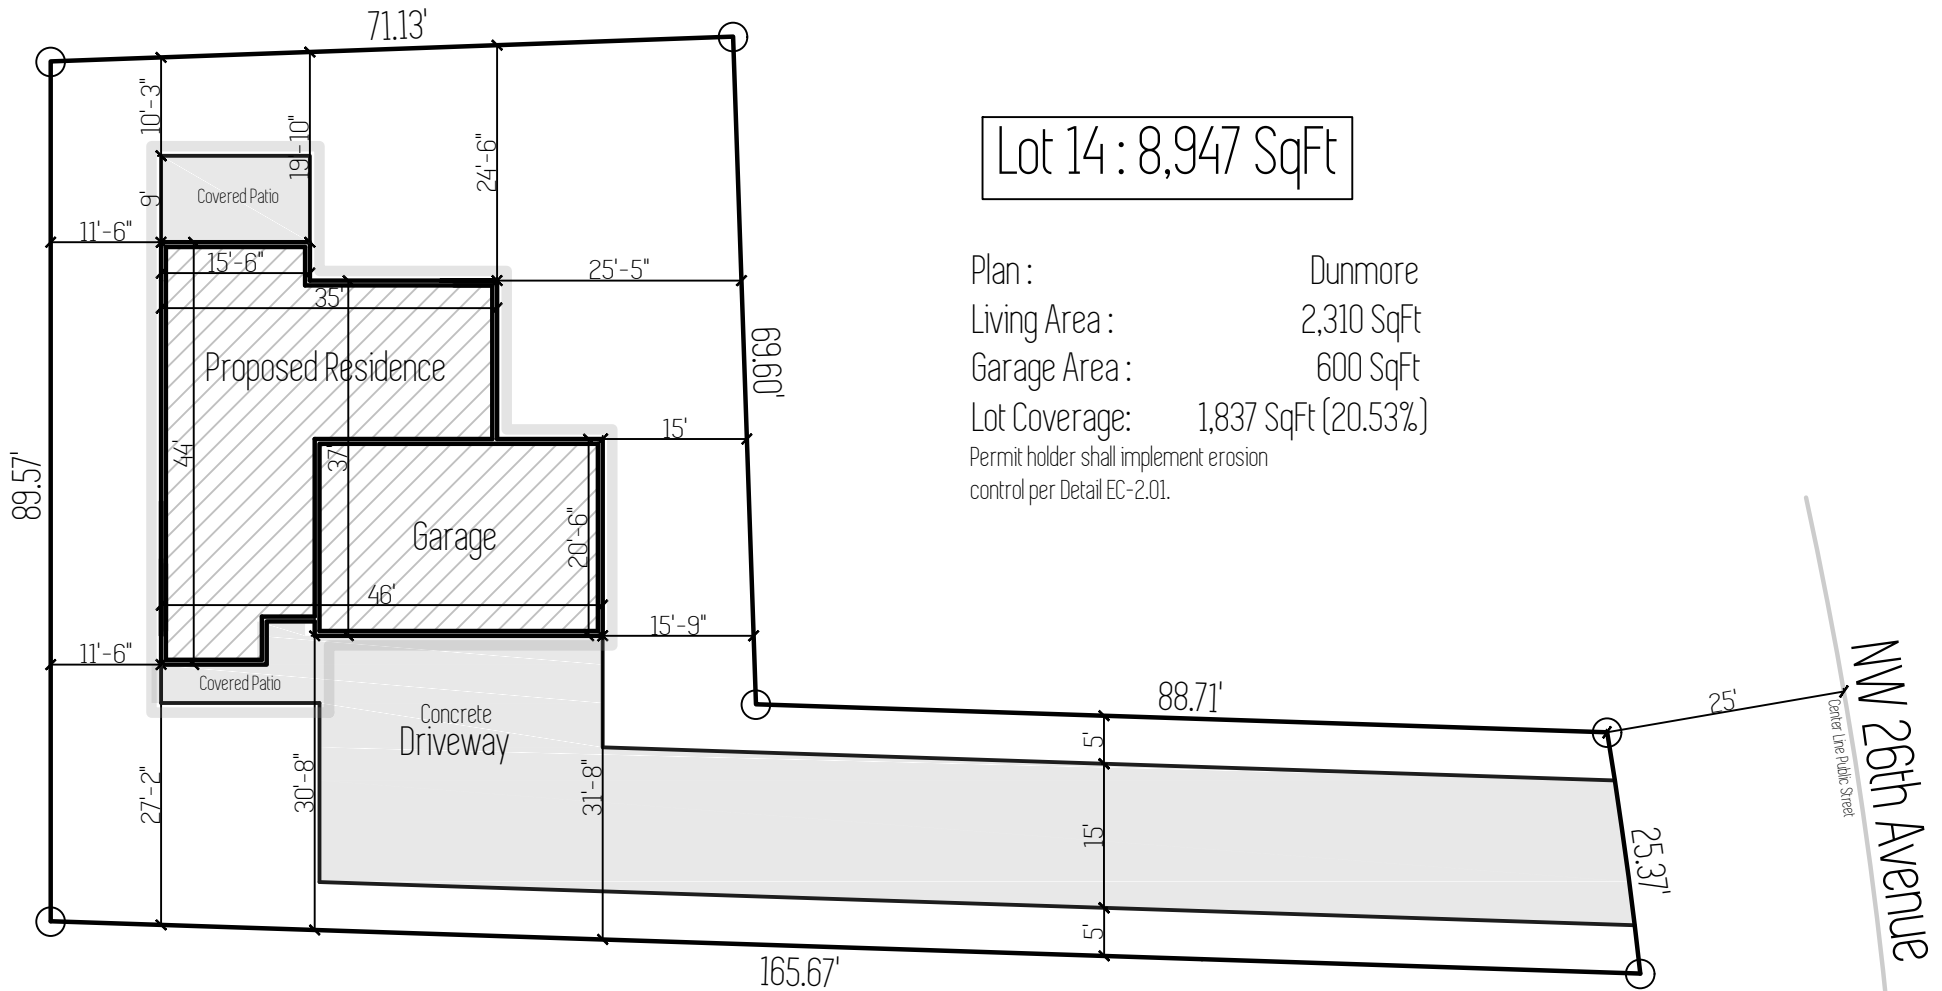 71.13'
10'-3"
19'-10"
24'-6"
Lot 14 : 8,947 SqFt
Covered Patio
9'
11'-6"
15'-6"
25'-5"
35'
Plan : Dunmore
Living Area : 2,310 SqFt
Garage Area : 600 SqFt
Lot Coverage: 1,837 SqFt (20.53%)
Permit holder shall implement erosion
control per Detail EC-2.01.
Proposed Residence
69.60'
89.57'
44'
37'
15'
Garage
20'-6"
46'
11'-6"
15'-9"
Covered Patio
Concrete
Driveway
88.71'
25'
Center Line Public Street
NW 26th Avenue
27'-2"
30'-8"
31'-8"
5'
15'
5'
25.37'
165.67'